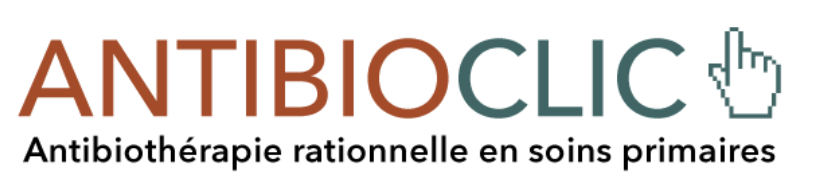 ANTIBIOCLIC
Antibiothérapie rationnelle en soins primaires